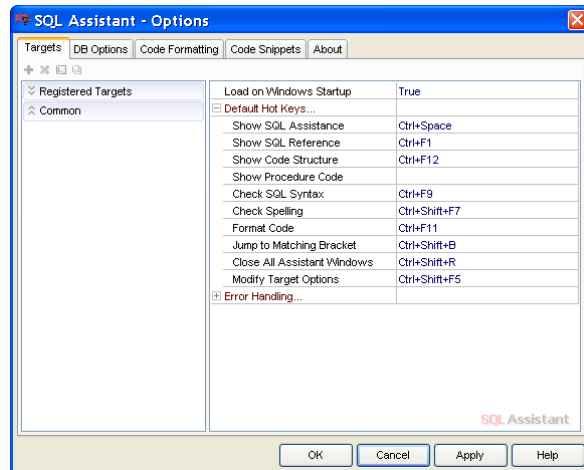 SQL Assistant - Options
Targets DB Options Code Formatting Code Snippets About
Registered Targets
Common
Load on Windows Startup True
Default Hot Keys...
Show SQL Assistance Ctrl+Space
Show SQL Reference Ctrl+F1
Show Code Structure Ctrl+F12
Show Procedure Code
Check SQL Syntax Ctrl+F9
Check Spelling Ctrl+Shift+F7
Format Code Ctrl+F11
Jump to Matching Bracket Ctrl+Shift+B
Close All Assistant Windows Ctrl+Shift+R
Modify Target Options Ctrl+Shift+F5
Error Handling...
SQL Assistant
OK Cancel Apply Help